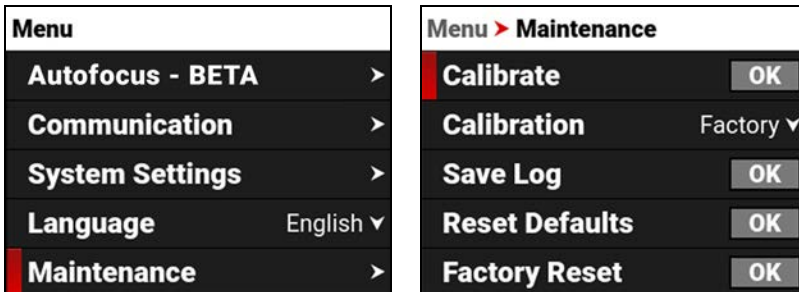 Menu
Autofocus - BETA
Communication
System Settings
Language English
Maintenance
Menu > Maintenance
Calibrate OK
Calibration Factory
Save Log OK
Reset Defaults OK
Factory Reset OK